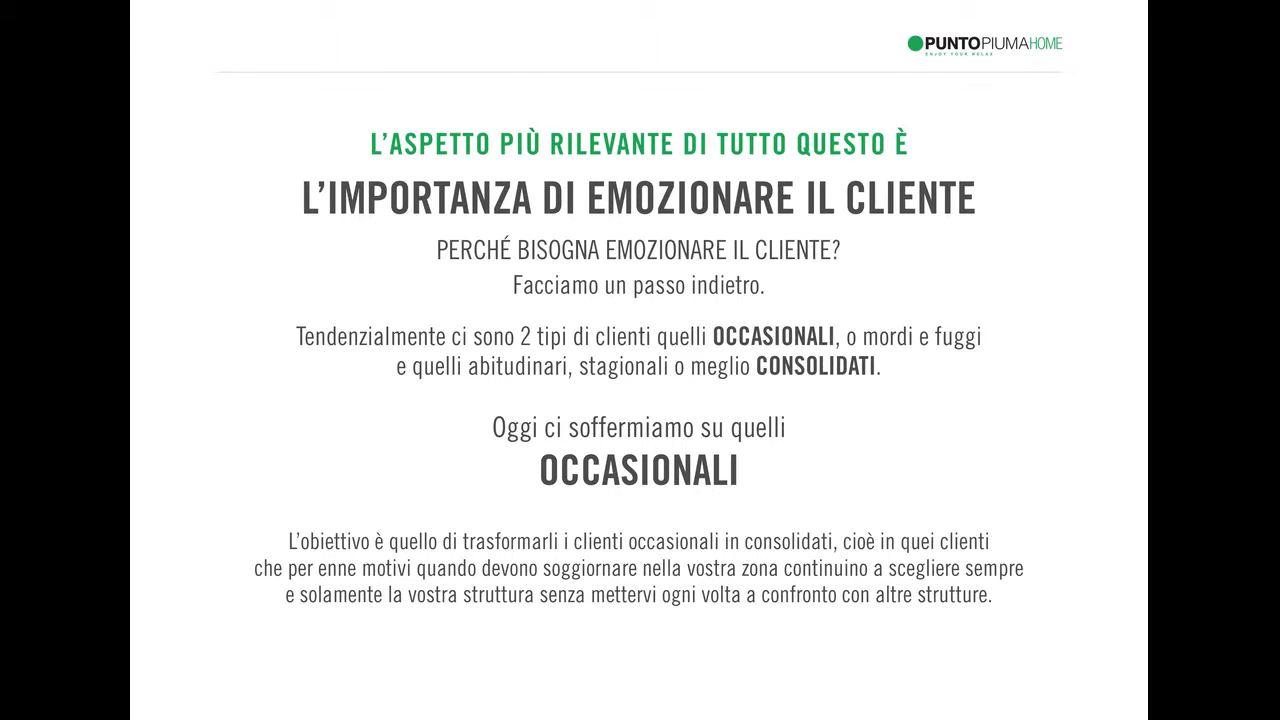 PUNTOPIUMAHOME
ENJOY YOUR RELAX
L'ASPETTO PIÙ RILEVANTE DI TUTTO QUESTO È
L'IMPORTANZA DI EMOZIONARE IL CLIENTE
PERCHÉ BISOGNA EMOZIONARE IL CLIENTE?
Facciamo un passo indietro.
Tendenzialmente ci sono 2 tipi di clienti quelli OCCASIONALI, o mordi e fuggi
e quelli abitudinari, stagionali o meglio CONSOLIDATI.
Oggi ci soffermiamo su quelli
OCCASIONALI
L'obiettivo è quello di trasformarli i clienti occasionali in consolidati, cioè in quei clienti
che per enne motivi quando devono soggiornare nella vostra zona continuino a scegliere sempre
e solamente la vostra struttura senza mettervi ogni volta a confronto con altre strutture.